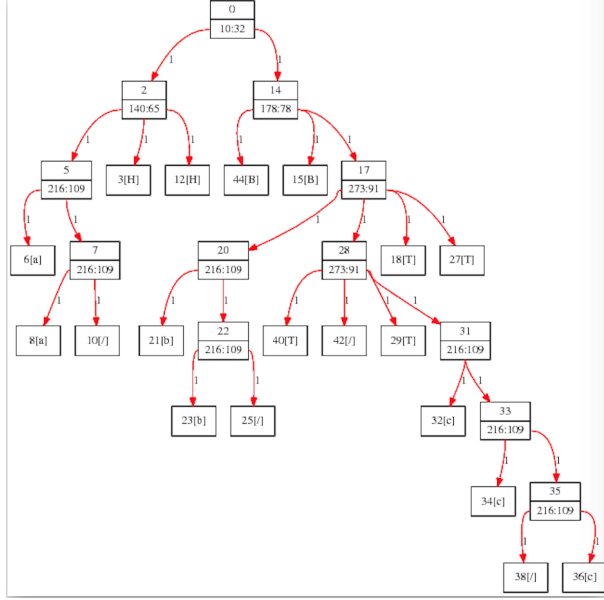 0
10:32
1 1
2 14
140:65 178:78
1 1 1 1 1 1
5 3[H] 12[H] 44[B] 15[B] 17
216:109 273:91
1 1 1 1 1 1
6[a] 7 20 28 18[T] 27[T]
216:109 216:109 273:91
1 1 1 1 1 1 1 1
8[a] 10[/] 21[b] 22 40[T] 42[/] 29[T] 31
216:109 216:109
1 1 1 1
23[b] 25[/] 32[c] 33
216:109
1 1
34[c] 35
216:109
1 1
38[/] 36[c]